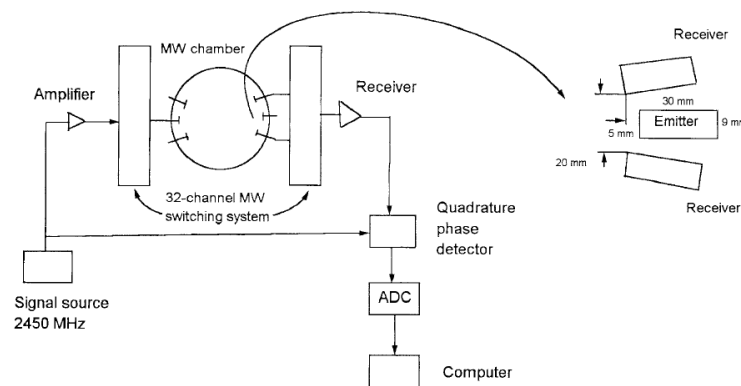 MW chamber
Amplifier
Receiver
32-channel MW
switching system
Signal source
2450 MHz
Quadrature
phase
detector
ADC
Computer
Receiver
30 mm
Emitter
5 mm
20 mm
Receiver